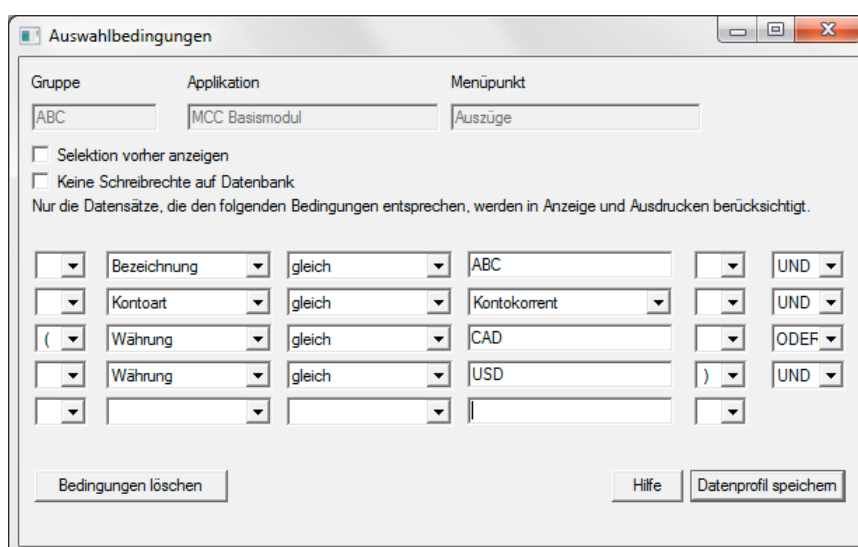 Auswahlbedingungen
Gruppe Applikation Menüpunkt
ABC MCC Basismodul Auszüge
Selektion vorher anzeigen
Keine Schreibrechte auf Datenbank
Nur die Datensätze, die den folgenden Bedingungen entsprechen, werden in Anzeige und Ausdrucken berücksichtigt.
Bezeichnung gleich ABC UND
Kontoart gleich Kontokorrent UND
( Währung gleich CAD ODER
Währung gleich USD ) UND
Bedingungen löschen Hilfe Datenprofil speichern